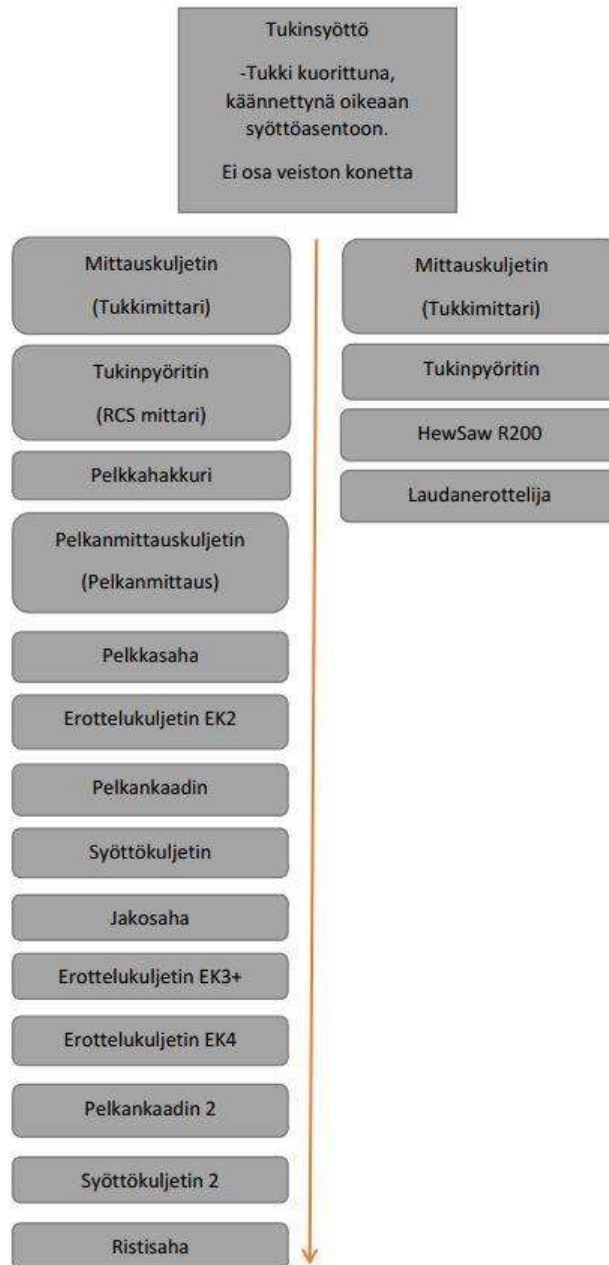 Tukinsyöttö
-Tukki kuorittuna,
käännettynä oikeaan
syöttöasentoon.
Ei osa veiston konetta
Mittauskuljetin
(Tukkimittari)
Tukinpyöritin
(RCS mittari)
Pelkkahakkuri
Pelkanmittauskuljetin
(Pelkanmittaus)
Pelkkasaha
Erottelukuljetin EK2
Pelkankaadin
Syöttökuljetin
Jakosaha
Erottelukuljetin EK3+
Erottelukuljetin EK4
Pelkankaadin 2
Syöttökuljetin 2
Ristisaha
Mittauskuljetin
(Tukkimittari)
Tukinpyöritin
HewSaw R200
Laudanerottelija